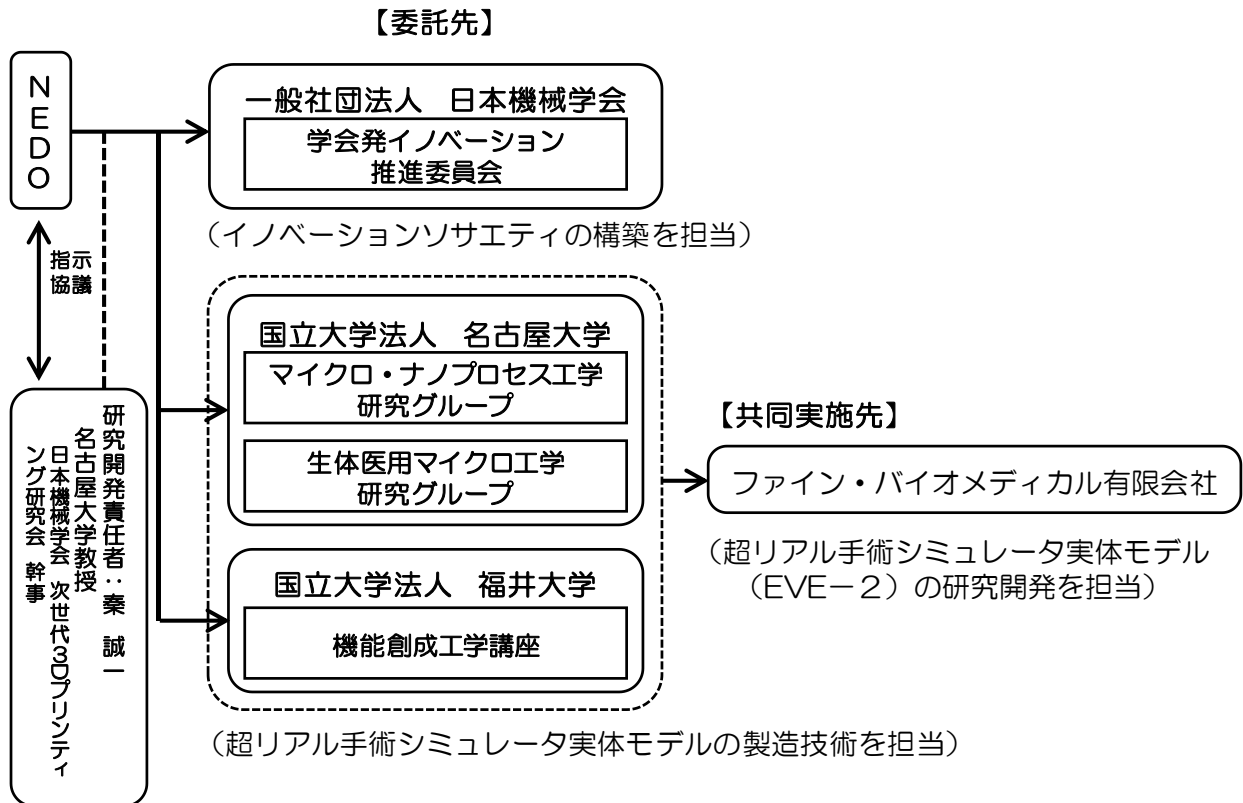 【委託先】
NEDO
一般社団法人　日本機械学会
学会発イノベーション
推進委員会
（イノベーションソサエティの構築を担当）
指示
協議
国立大学法人　名古屋大学
マイクロ・ナノプロセス工学
研究グループ
生体医用マイクロ工学
研究グループ
国立大学法人　福井大学
機能創成工学講座
（超リアル手術シミュレータ実体モデルの製造技術を担当）
研究開発責任者：秦　誠一
名古屋大学教授
日本機械学会　次世代3Dプリンティ
ング研究会　幹事
【共同実施先】
ファイン・バイオメディカル有限会社
（超リアル手術シミュレータ実体モデル
（EVE－２）の研究開発を担当）